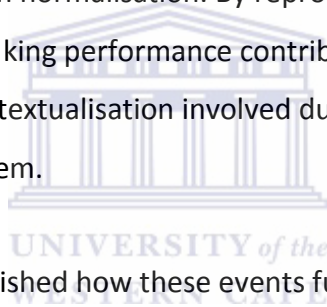 n normalisation. By repro
king performance contrib
textualisation involved du
em.
UNIVERSITY of the
ished how these events fu
WESTERN